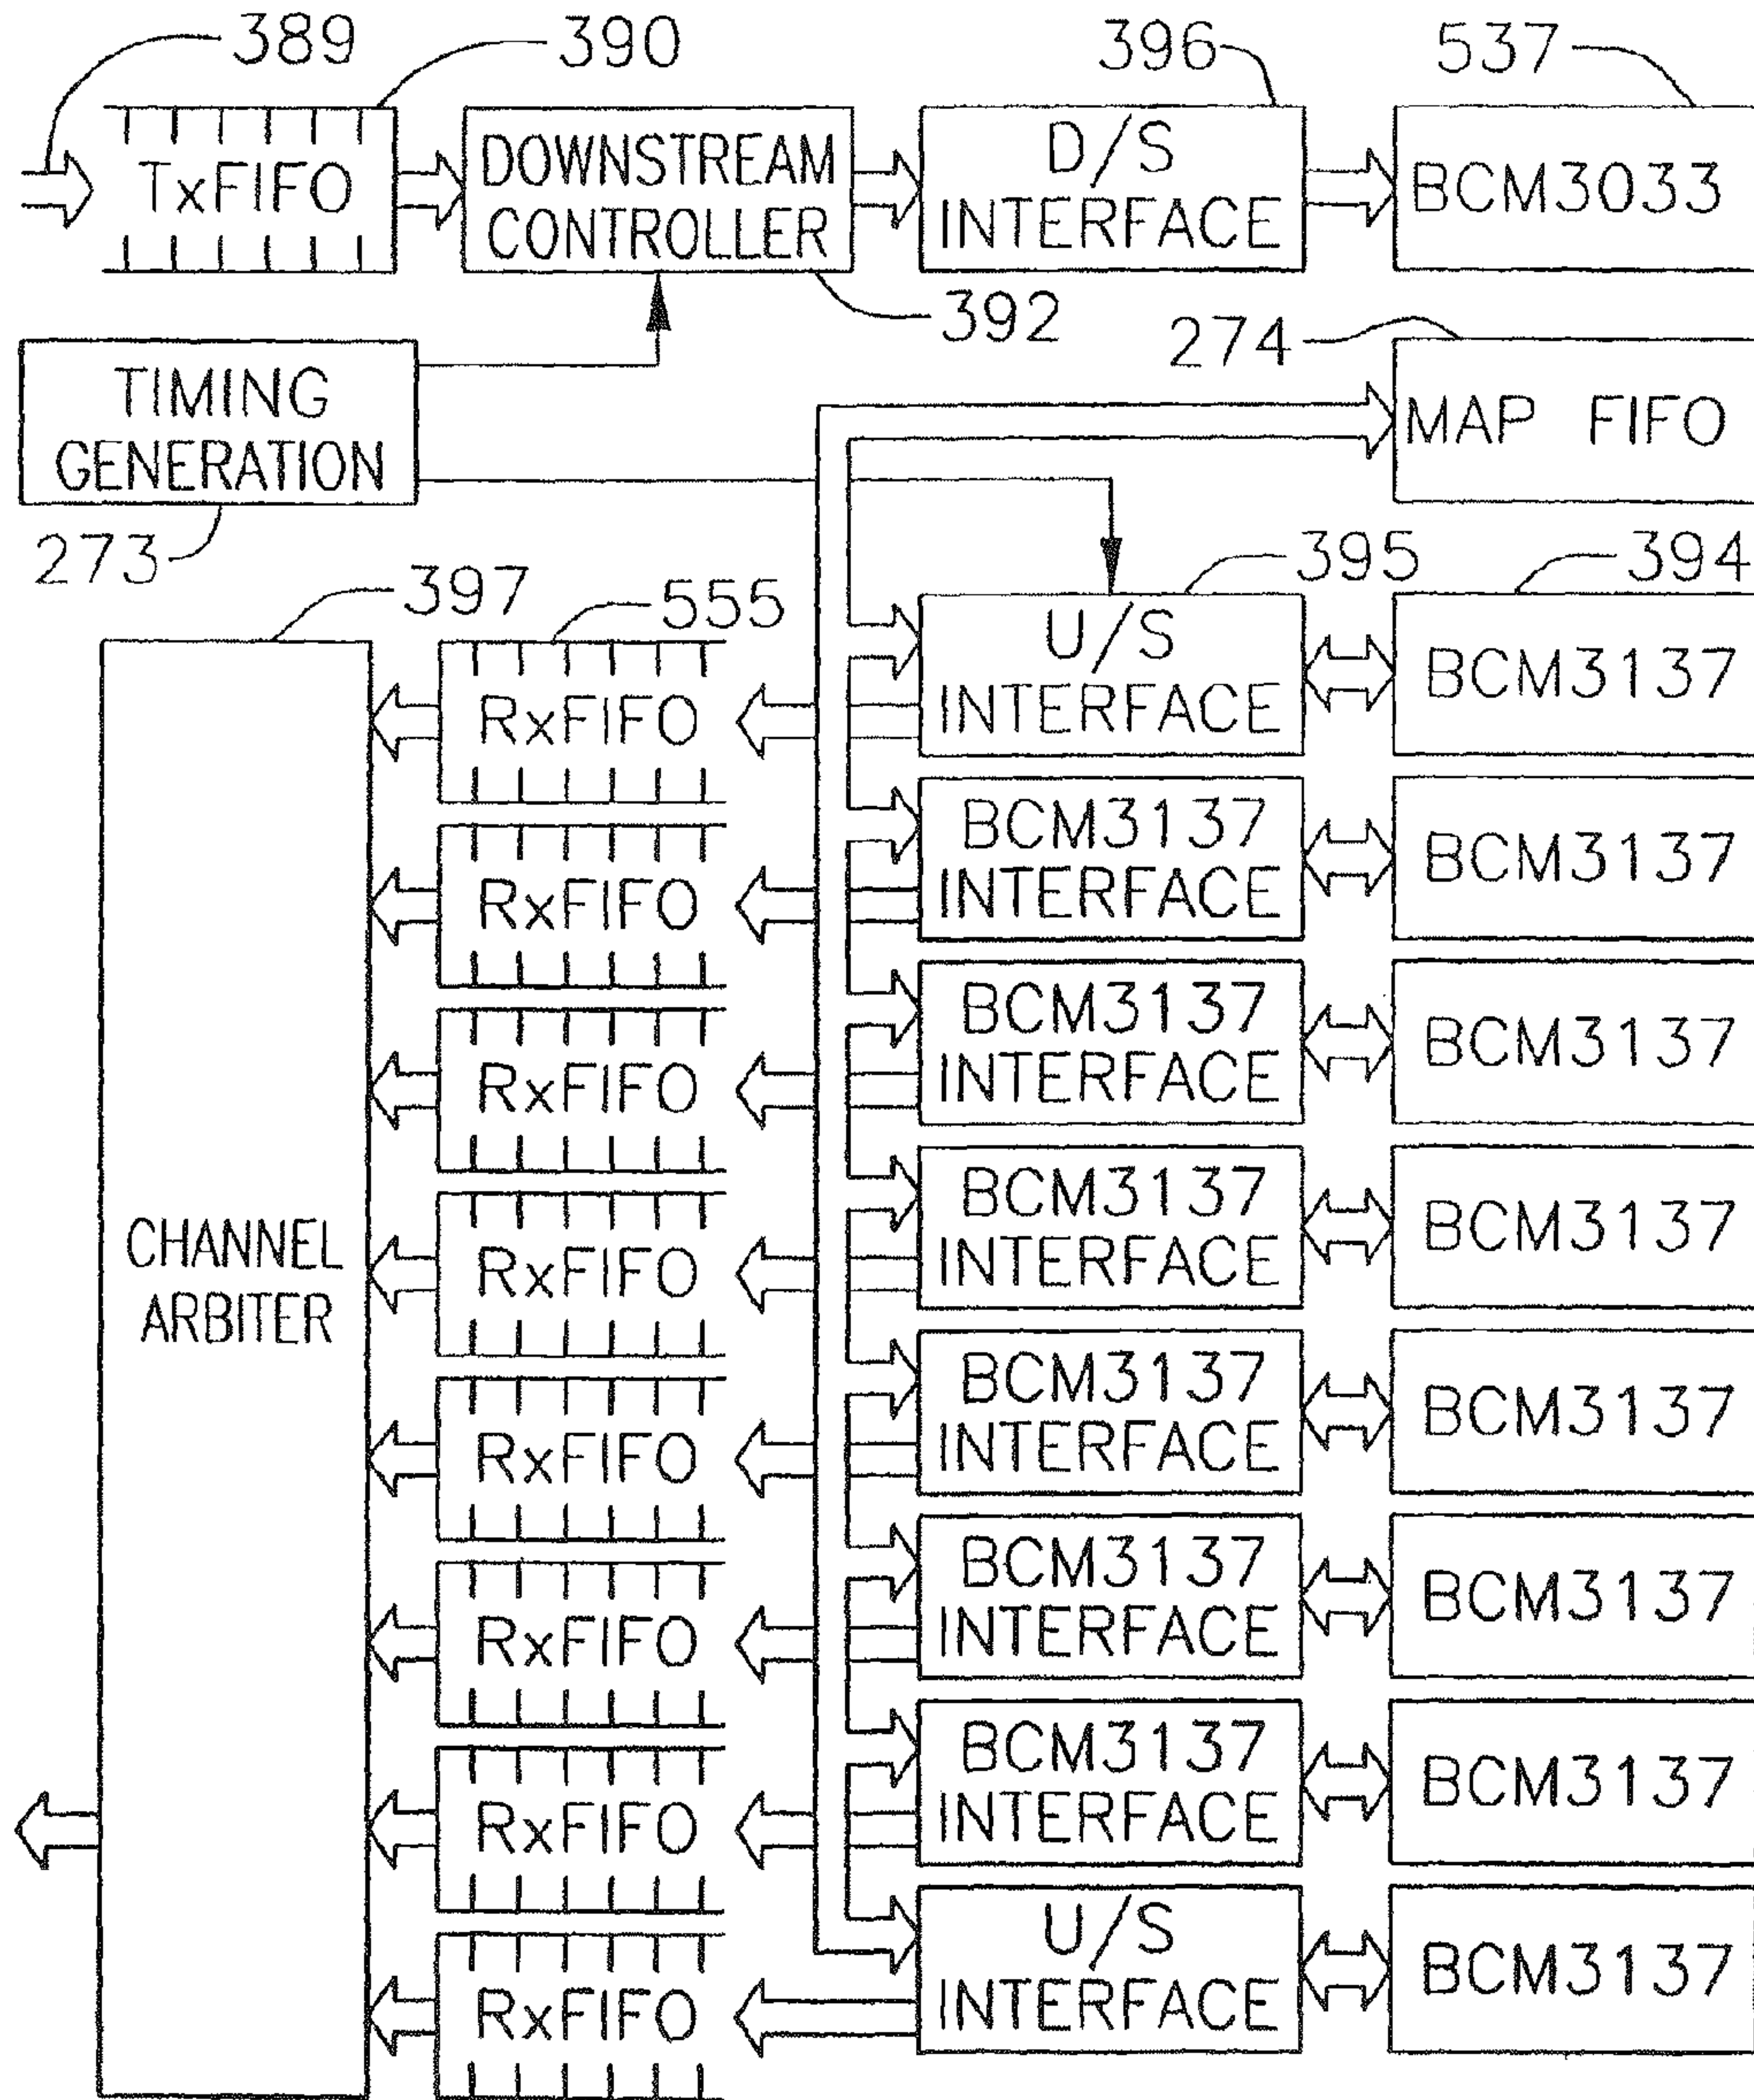 389
390
396
537
TxFIFO
DOWNSTREAM
CONTROLLER
D/S
INTERFACE
BCM3033
392
274
TIMING
GENERATION
MAP FIFO
273
397
555
395
394
CHANNEL
ARBITER
RxFIFO
U/S
INTERFACE
BCM3137
RxFIFO
BCM3137
INTERFACE
BCM3137
RxFIFO
BCM3137
INTERFACE
BCM3137
RxFIFO
BCM3137
INTERFACE
BCM3137
RxFIFO
BCM3137
INTERFACE
BCM3137
RxFIFO
BCM3137
INTERFACE
BCM3137
RxFIFO
BCM3137
INTERFACE
BCM3137
RxFIFO
U/S
INTERFACE
BCM3137